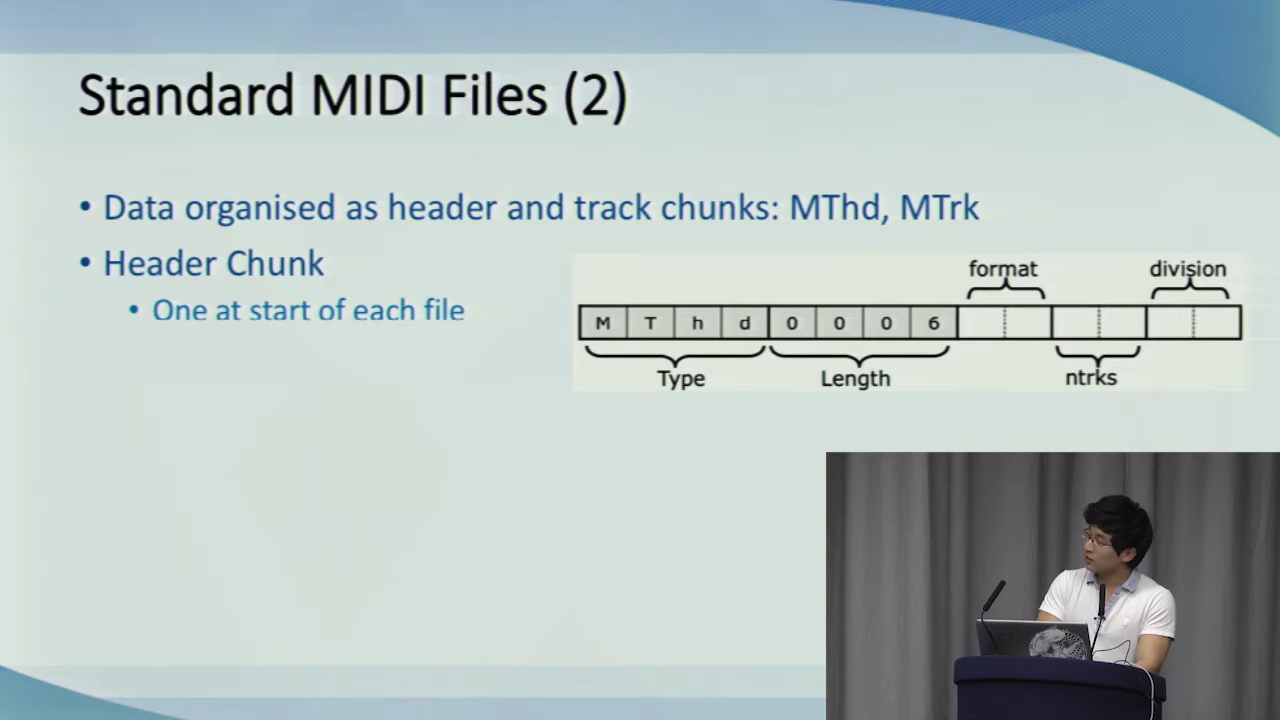 Standard MIDI Files (2)
• Data organised as header and track chunks: MThd, MTrk
• Header Chunk
• One at start of each file
format division
M T h d 0 0 0 6
Type Length ntrks